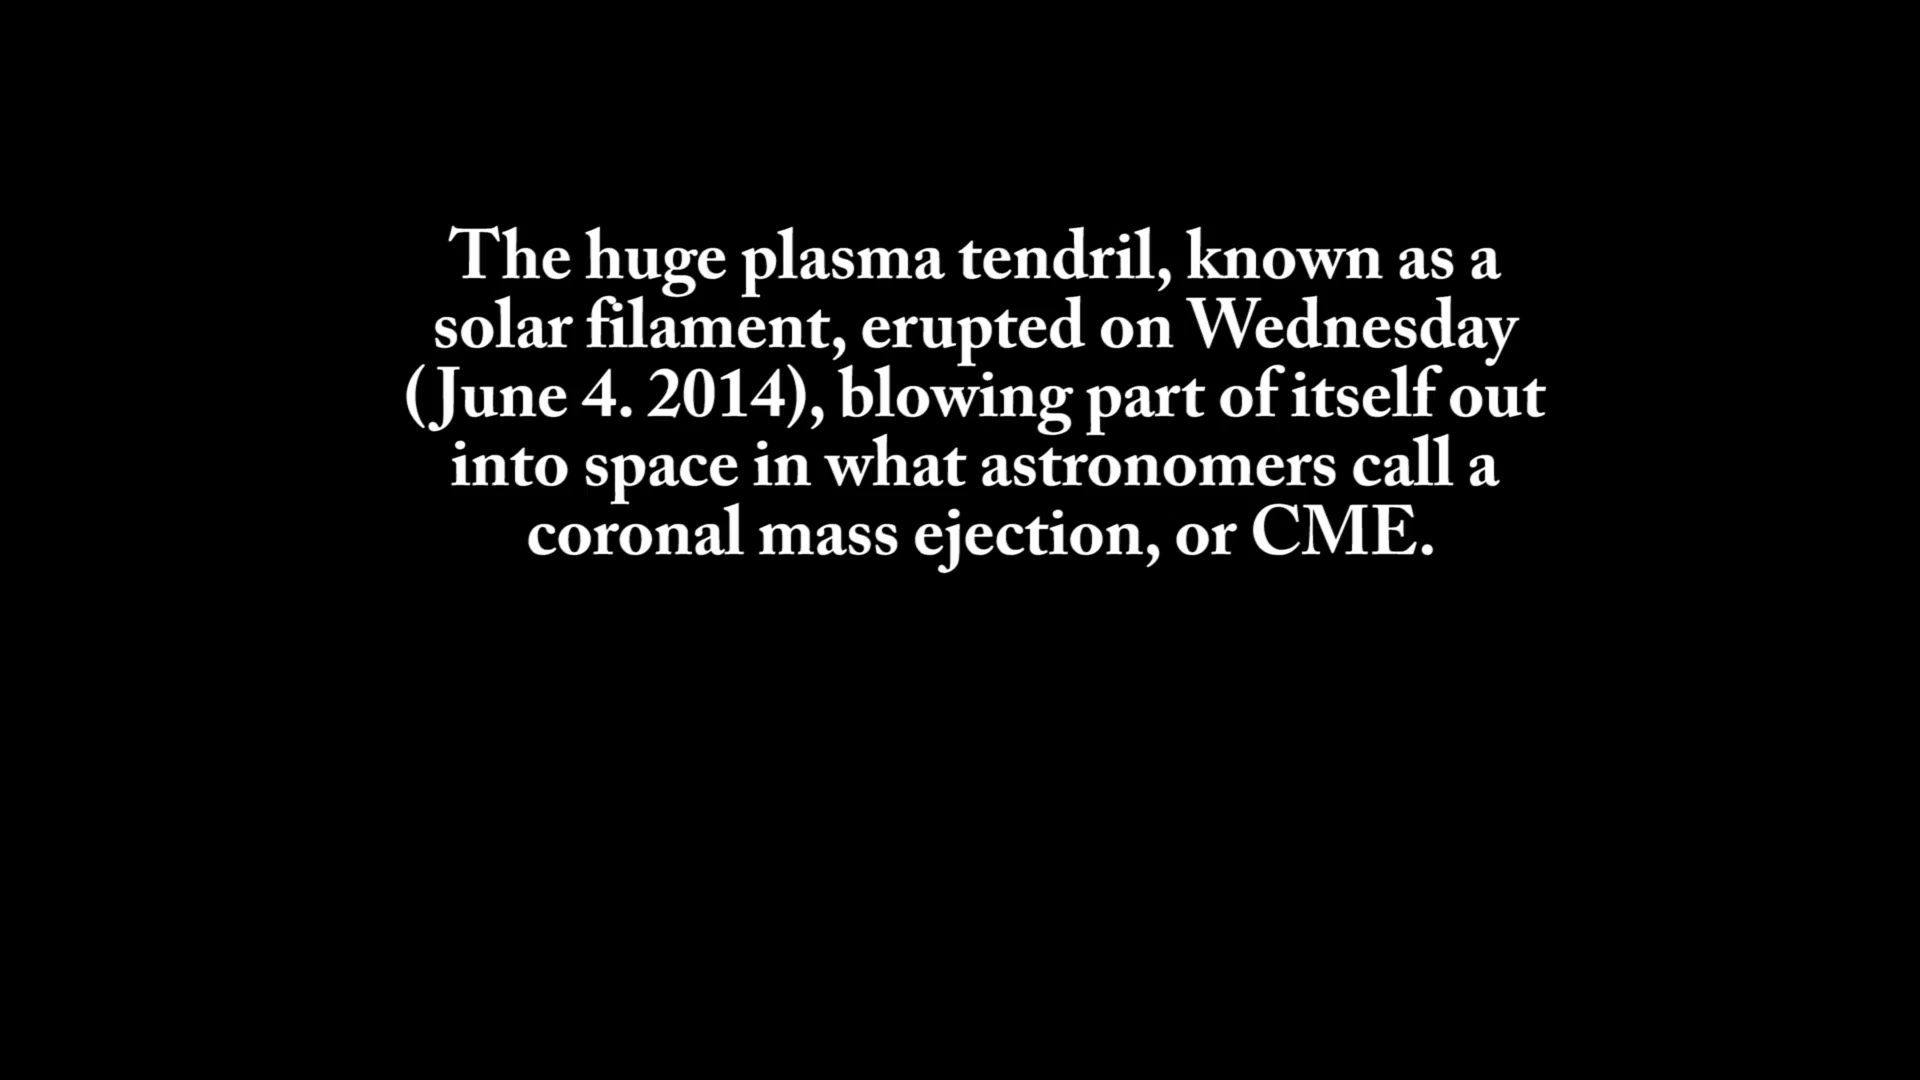 The huge plasma tendril, known as a
solar filament, erupted on Wednesday
(June 4. 2014), blowing part of itself out
into space in what astronomers call a
coronal mass ejection, or CME.